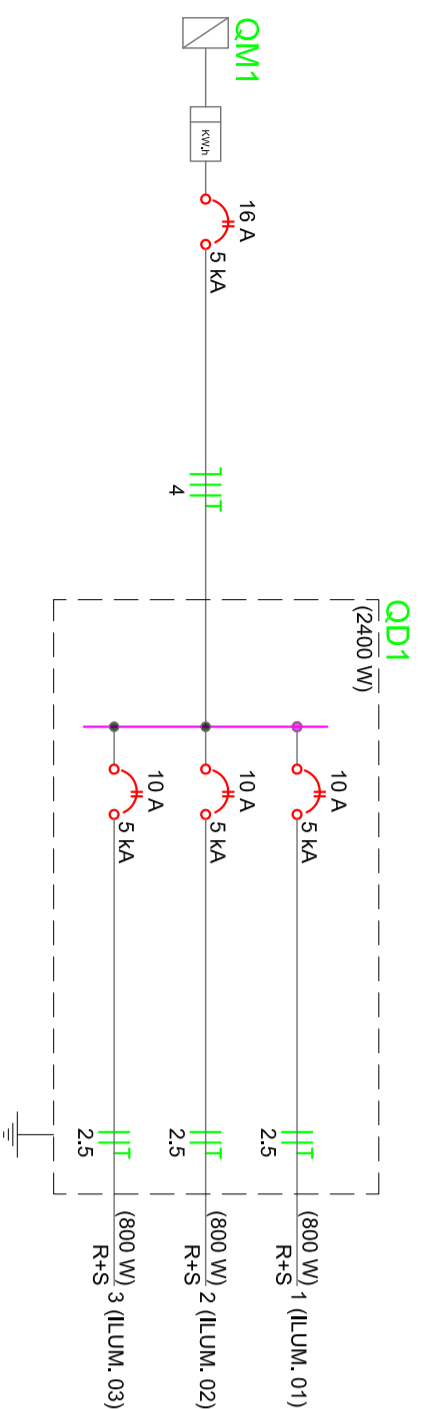 QM1
KW.h
16 A
5 kA
4
QD1
(2400 W)
10 A
5 kA
2.5
(800 W)
R+S
1 (ILUM. 01)
10 A
5 kA
2.5
(800 W)
R+S
2 (ILUM. 02)
10 A
5 kA
2.5
(800 W)
R+S
3 (ILUM. 03)